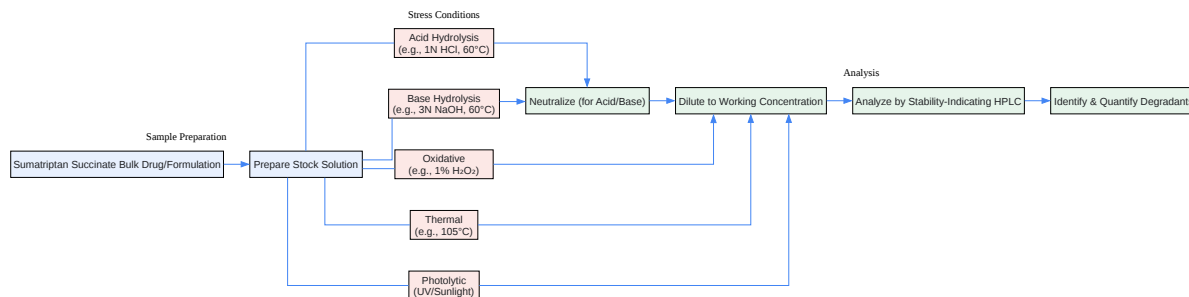 Stress Conditions
Acid Hydrolysis
(e.g., 1N HCl, 60°C)
Analysis
Base Hydrolysis
(e.g., 3N NaOH, 60°C)
Neutralize (for Acid/Base)
Dilute to Working Concentration
Analyze by Stability-Indicating HPLC
Identify & Quantify Degradants
Sample Preparation
Sumatriptan Succinate Bulk Drug/Formulation
Prepare Stock Solution
Oxidative
(e.g., 1% H₂O₂)
Thermal
(e.g., 105°C)
Photolytic
(UV/Sunlight)